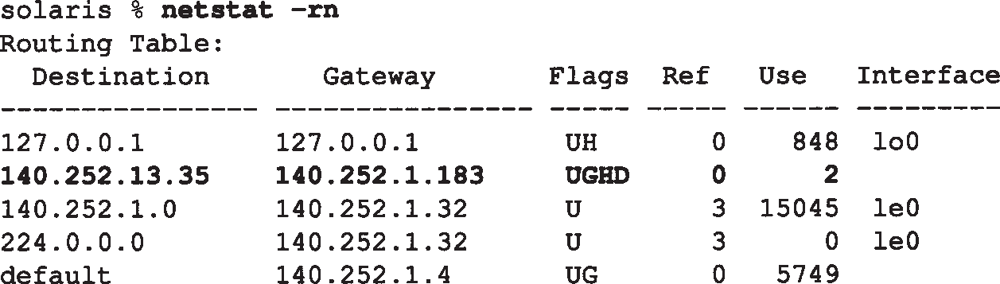 solaris % netstat -rn
Routing Table:
  Destination       Gateway       Flags  Ref   Use   Interface
---------------- ---------------- ----- ----- ------ ---------
127.0.0.1        127.0.0.1         UH       0    848  lo0
140.252.13.35    140.252.1.183     UGHD     0      2
140.252.1.0      140.252.1.32      U        3  15045  le0
224.0.0.0        140.252.1.32      U        3      0  le0
default          140.252.1.4       UG       0   5749